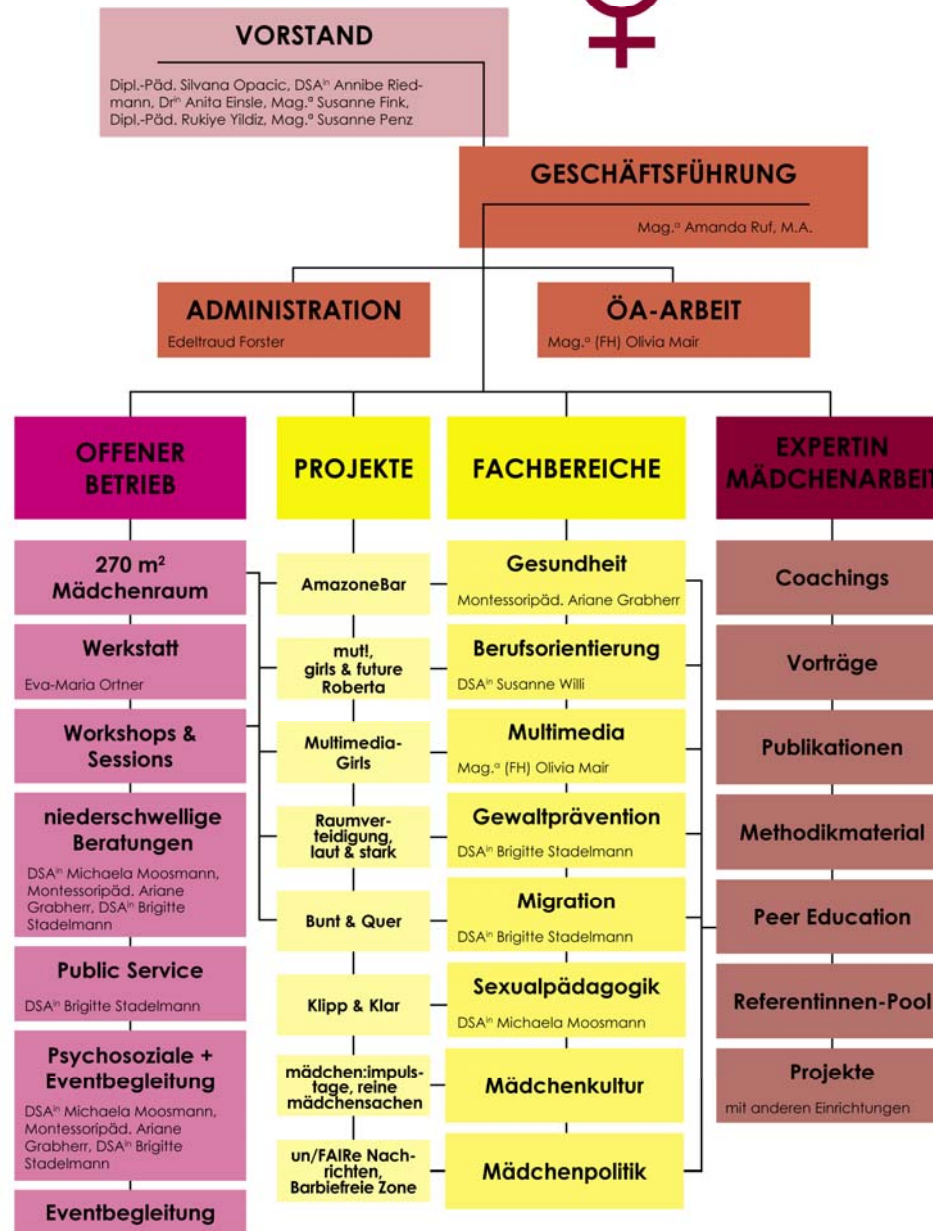 VORSTAND
Dipl.-Päd. Silvana Opacic, DSAⁱⁿ Annibe Ried-
mann, Drⁱⁿ Anita Einsle, Mag.ª Susanne Fink,
Dipl.-Päd. Rukiye Yildiz, Mag.ª Susanne Penz
GESCHÄFTSFÜHRUNG
Mag.ª Amanda Ruf, M.A.
ADMINISTRATION
Edeltraud Forster
ÖA-ARBEIT
Mag.ª (FH) Olivia Mair
OFFENER
BETRIEB
270 m²
Mädchenraum
Werkstatt
Eva-Maria Ortner
Workshops &
Sessions
niederschwellige
Beratungen
DSAⁱⁿ Michaela Moosmann,
Montessoripäd. Ariane
Grabherr, DSAⁱⁿ Brigitte
Stadelmann
Public Service
DSAⁱⁿ Brigitte Stadelmann
Psychosoziale +
Eventbegleitung
DSAⁱⁿ Michaela Moosmann,
Montessoripäd. Ariane
Grabherr, DSAⁱⁿ Brigitte
Stadelmann
Eventbegleitung
PROJEKTE
AmazoneBar
mut!,
girls & future
Roberta
Multimedia-
Girls
Raumver-
teidigung,
laut & stark
Bunt & Quer
Klipp & Klar
mädchen:impuls-
tage, reine
mädchensachen
un/FAIRe Nach-
richten,
Barbiefreie Zone
FACHBEREICHE
Gesundheit
Montessoripäd. Ariane Grabherr
Berufsorientierung
DSAⁱⁿ Susanne Willi
Multimedia
Mag.ª (FH) Olivia Mair
Gewaltprävention
DSAⁱⁿ Brigitte Stadelmann
Migration
DSAⁱⁿ Brigitte Stadelmann
Sexualpädagogik
DSAⁱⁿ Michaela Moosmann
Mädchenkultur
Mädchenpolitik
EXPERTIN
MÄDCHENARBEIT
Coachings
Vorträge
Publikationen
Methodikmaterial
Peer Education
Referentinnen-Pool
Projekte
mit anderen Einrichtungen